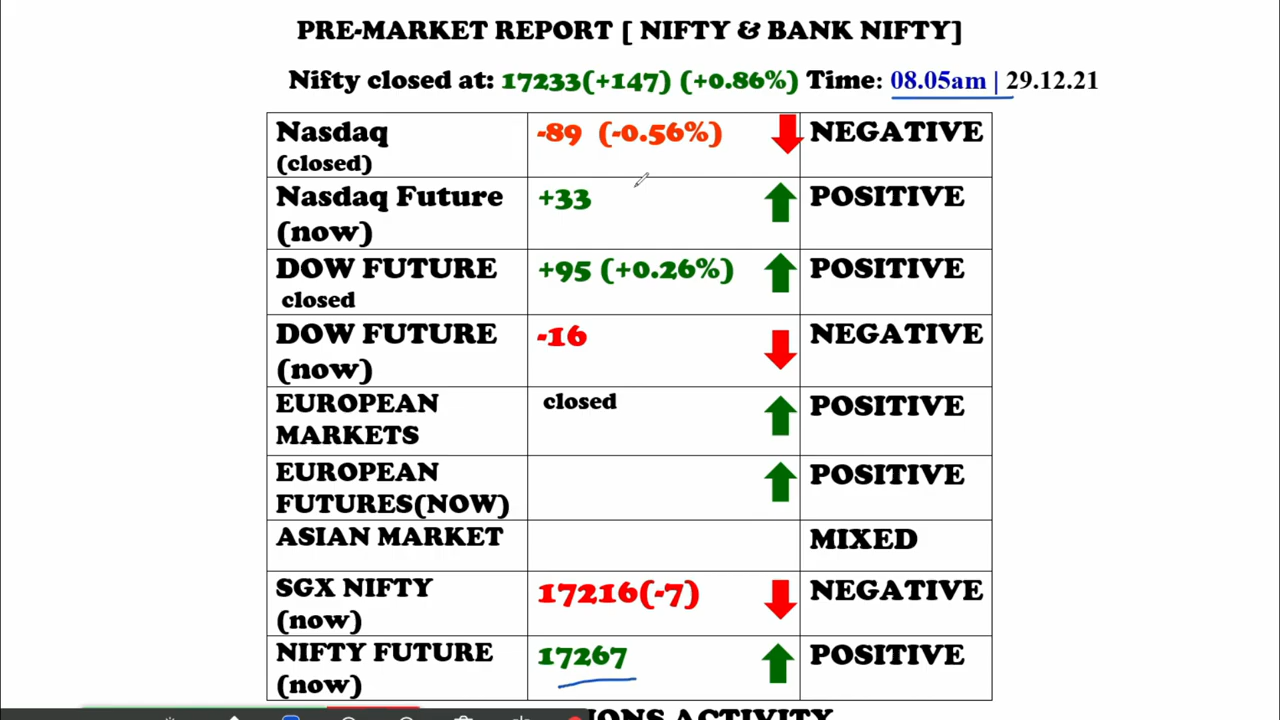 PRE-MARKET REPORT [ NIFTY & BANK NIFTY]
Nifty closed at: 17233(+147) (+0.86%) Time: 08.05am | 29.12.21
Nasdaq -89 (-0.56%) NEGATIVE
(closed)
Nasdaq Future +33 POSITIVE
(now)
DOW FUTURE +95 (+0.26%) POSITIVE
closed
DOW FUTURE -16 NEGATIVE
(now)
EUROPEAN closed POSITIVE
MARKETS
EUROPEAN POSITIVE
FUTURES(NOW)
ASIAN MARKET MIXED
SGX NIFTY 17216(-7) NEGATIVE
(now)
NIFTY FUTURE 17267 POSITIVE
(now)
IONS ACTIVITY